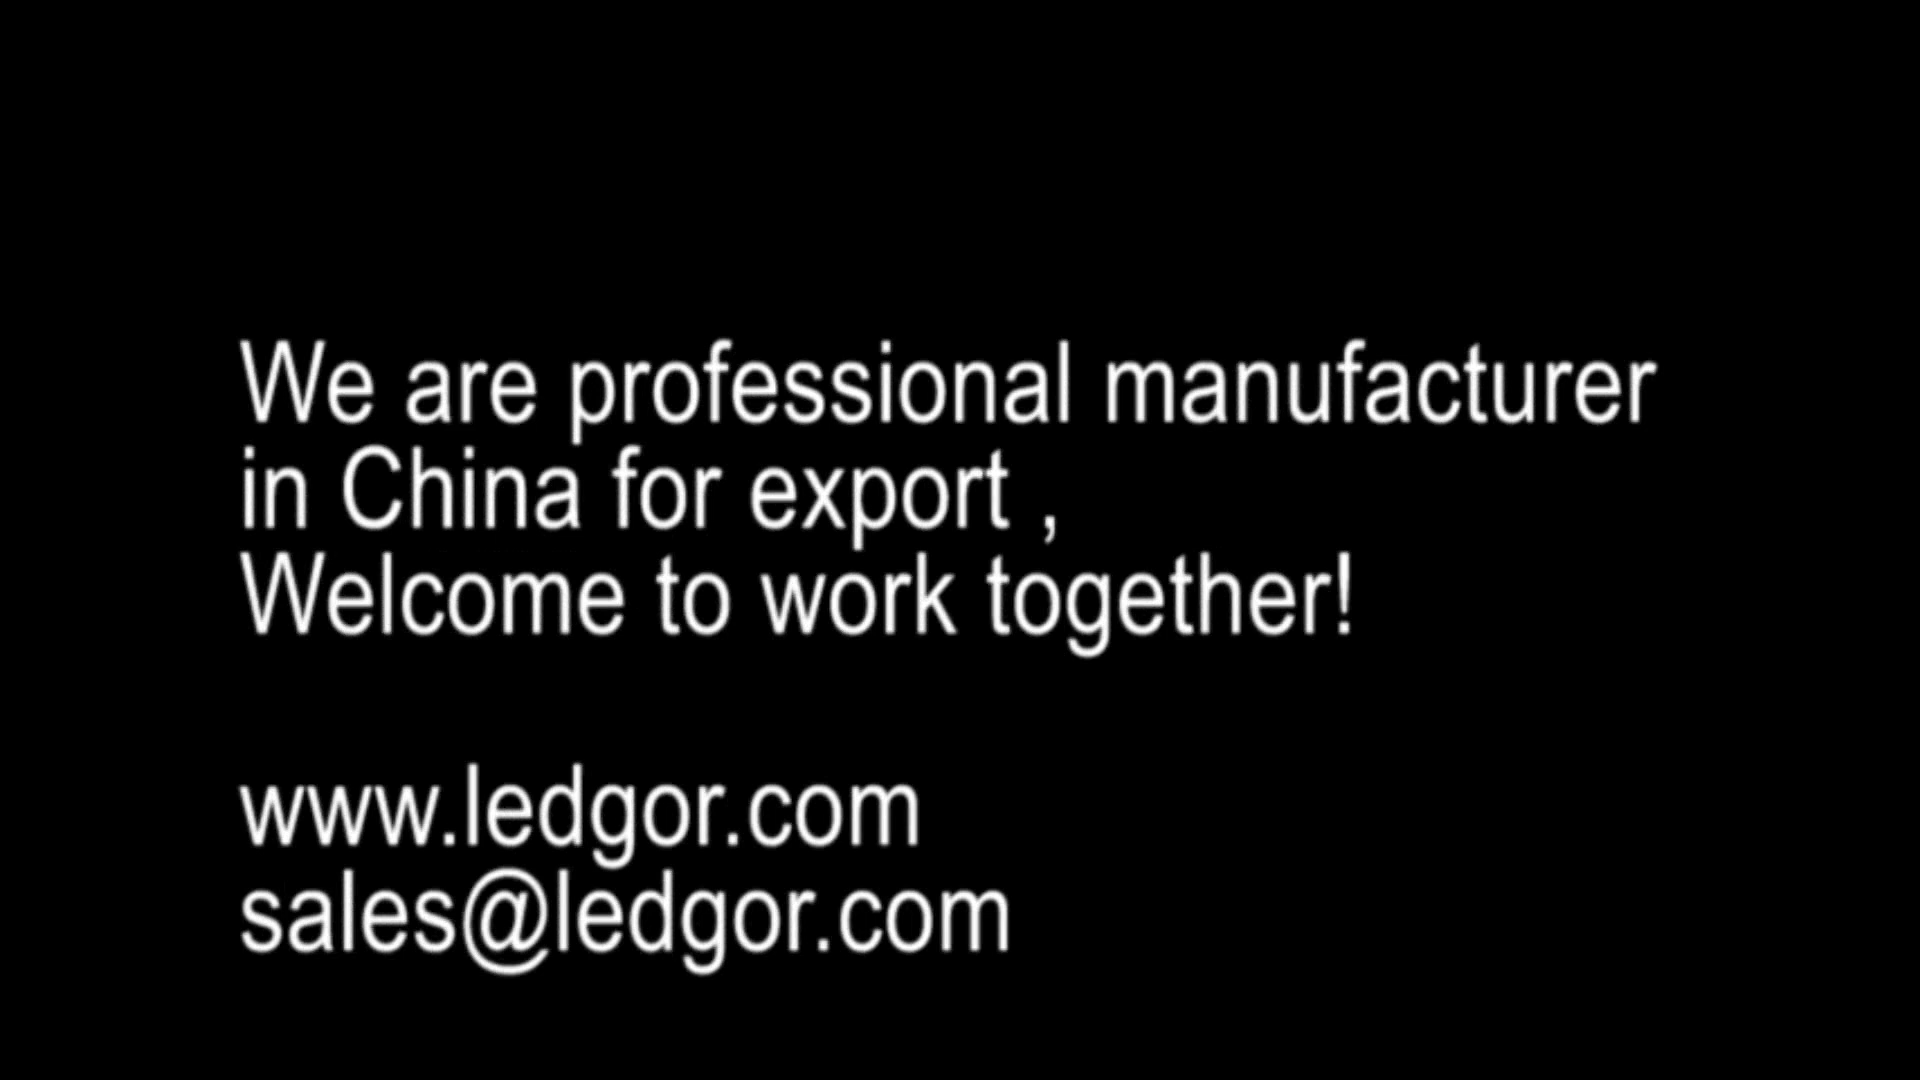 We are professional manufacturer
in China for export ,
Welcome to work together!
www.ledgor.com
sales@ledgor.com